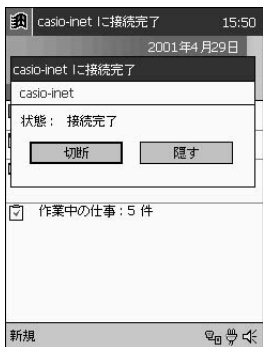 casio-inet に接続完了 15:50
2001年4月29日
casio-inet に接続完了
casio-inet
状態： 接続完了
切断 隠す
作業中の仕事：5 件
新規